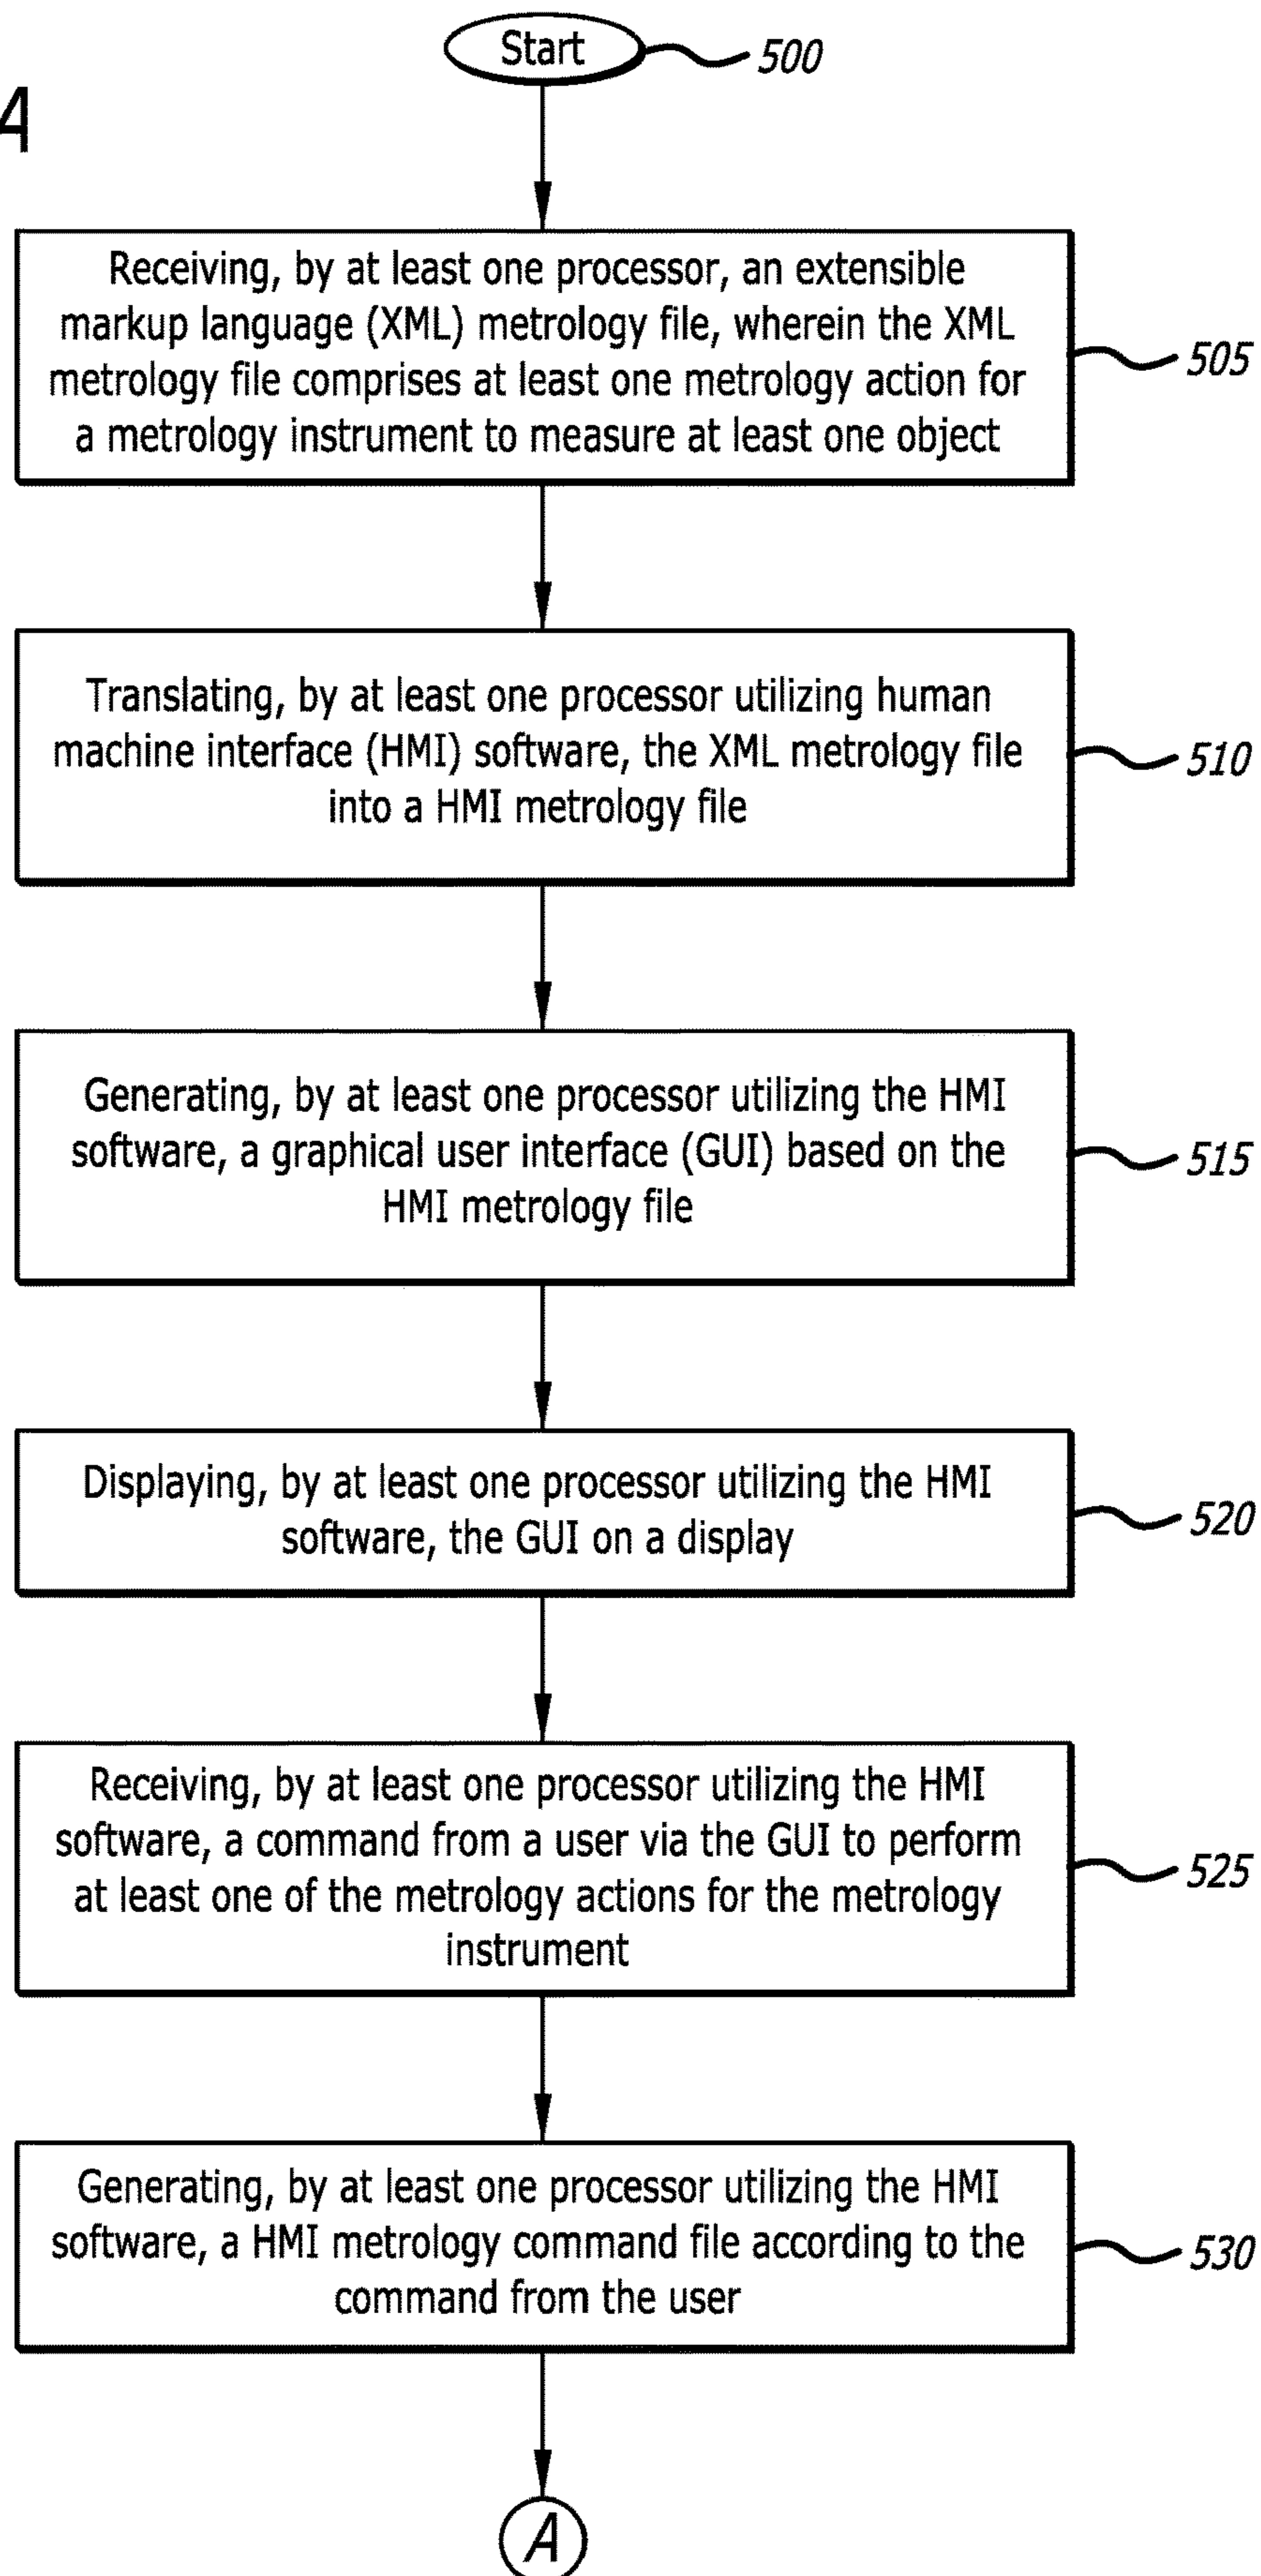 Start
500
A
Receiving, by at least one processor, an extensible
markup language (XML) metrology file, wherein the XML
metrology file comprises at least one metrology action for
a metrology instrument to measure at least one object
505
Translating, by at least one processor utilizing human
machine interface (HMI) software, the XML metrology file
into a HMI metrology file
510
Generating, by at least one processor utilizing the HMI
software, a graphical user interface (GUI) based on the
HMI metrology file
515
Displaying, by at least one processor utilizing the HMI
software, the GUI on a display
520
Receiving, by at least one processor utilizing the HMI
software, a command from a user via the GUI to perform
at least one of the metrology actions for the metrology
instrument
525
Generating, by at least one processor utilizing the HMI
software, a HMI metrology command file according to the
command from the user
530
A